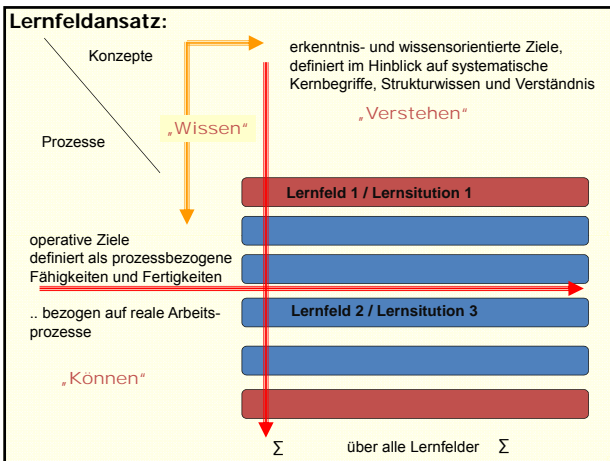 Lernfeldansatz:
Konzepte
erkenntnis- und wissensorientierte Ziele,
definiert im Hinblick auf systematische
Kernbegriffe, Strukturwissen und Verständnis
„Wissen“
„Verstehen“
Prozesse
Lernfeld 1 / Lernsitution 1
operative Ziele
definiert als prozessbezogene
Fähigkeiten und Fertigkeiten
.. bezogen auf reale Arbeits-
prozesse
Lernfeld 2 / Lernsitution 3
„Können“
Σ über alle Lernfelder Σ